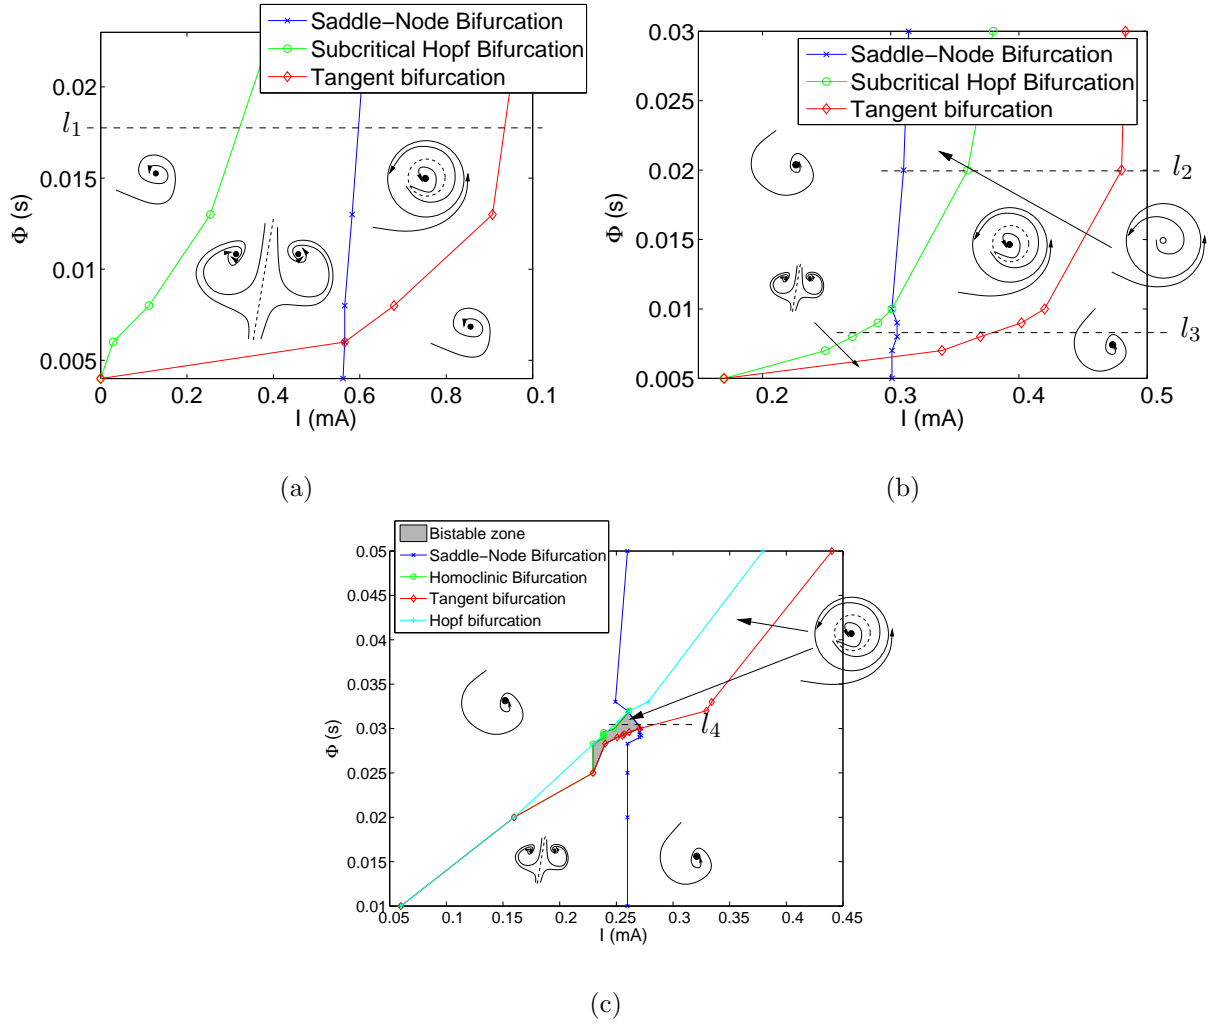 Saddle−Node Bifurcation
Subcritical Hopf Bifurcation
Tangent bifurcation
0.02
0.015
0.01
0.005
Φ (s)
l1
0 0.2 0.4 0.6 0.8 0.1
I (mA)
(a)
Saddle−Node Bifurcation
Subcritical Hopf Bifurcation
Tangent bifurcation
0.03
0.025
0.02
0.015
0.01
0.005
Φ (s)
l2
l3
0.2 0.3 0.4 0.5
I (mA)
(b)
Bistable zone
Saddle−Node Bifurcation
Homoclinic Bifurcation
Tangent bifurcation
Hopf bifurcation
0.05
0.045
0.04
0.035
0.03
0.025
0.02
0.015
0.01
Φ (s)
l4
0.05 0.1 0.15 0.2 0.25 0.3 0.35 0.4 0.45
I (mA)
(c)